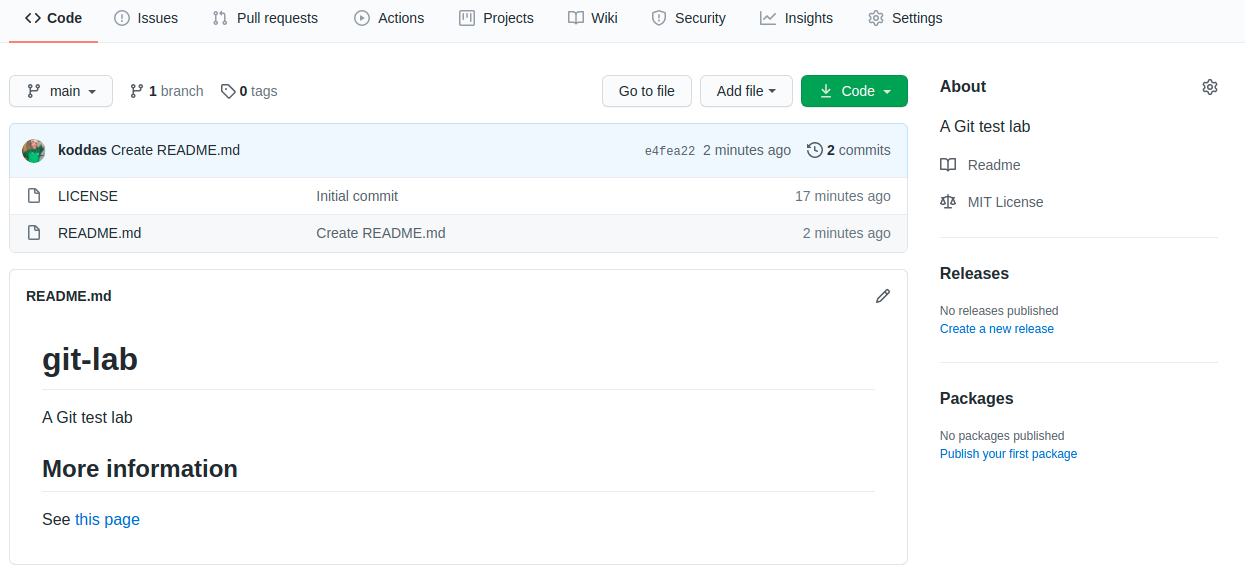 Code Issues Pull requests Actions Projects Wiki Security Insights Settings
main 1 branch 0 tags Go to file Add file Code
koddas Create README.md e4fea22 2 minutes ago 2 commits
LICENSE Initial commit 17 minutes ago
README.md Create README.md 2 minutes ago
README.md
git-lab
A Git test lab
More information
See this page
About
A Git test lab
Readme
MIT License
Releases
No releases published
Create a new release
Packages
No packages published
Publish your first package